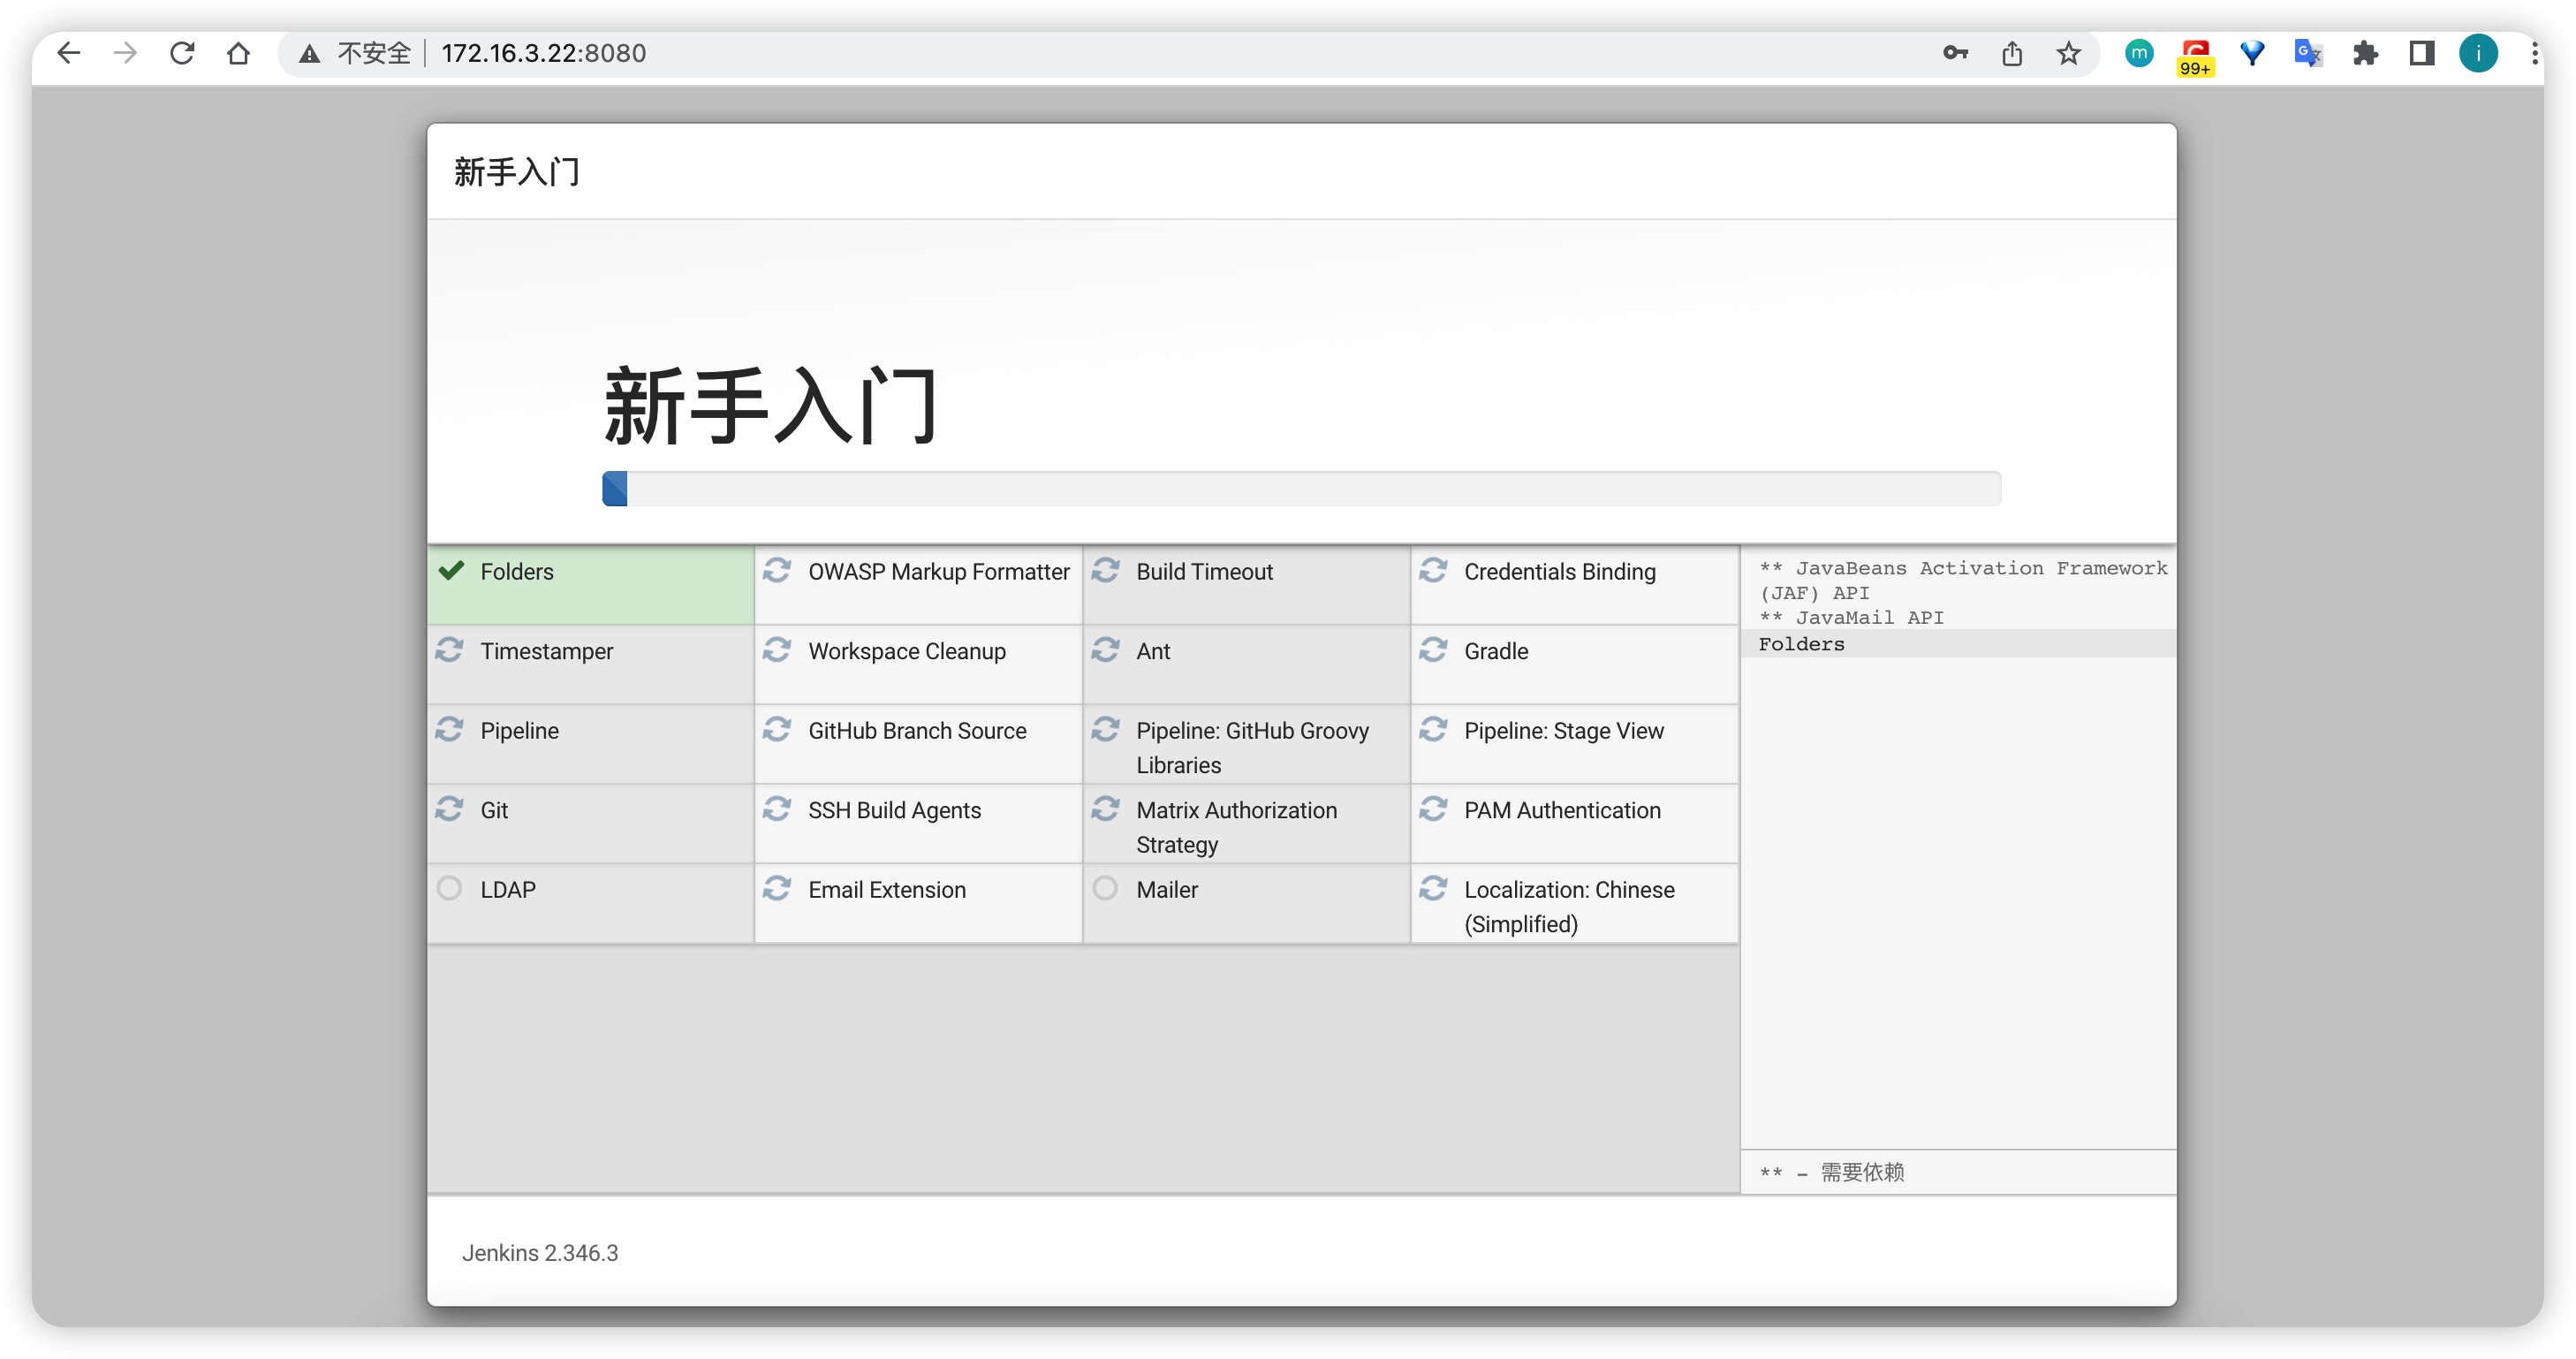 不安全 172.16.3.22:8080
m
99+
G 文
i
新手入门
新手入门
Folders
OWASP Markup Formatter
Build Timeout
Credentials Binding
Timestamper
Workspace Cleanup
Ant
Gradle
Pipeline
GitHub Branch Source
Pipeline: GitHub Groovy
Libraries
Pipeline: Stage View
Git
SSH Build Agents
Matrix Authorization
Strategy
PAM Authentication
LDAP
Email Extension
Mailer
Localization: Chinese
(Simplified)
** JavaBeans Activation Framework
(JAF) API
** JavaMail API
Folders
** - 需要依赖
Jenkins 2.346.3